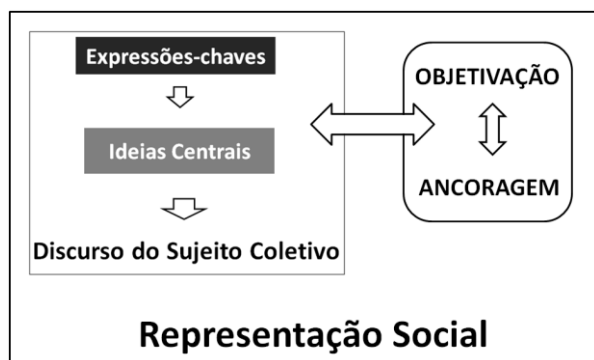 Expressões-chaves
Ideias Centrais
Discurso do Sujeito Coletivo
OBJETIVAÇÃO
ANCORAGEM
Representação Social